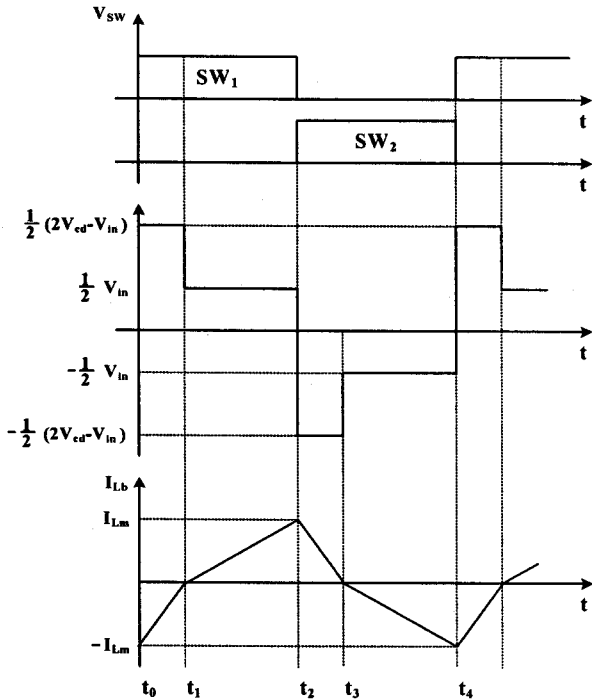 V_SW
SW₁
t
SW₂
t
½ (2V_cd-V_in)
½ V_in
t
-½ V_in
-½ (2V_cd-V_in)
I_Lb
I_Lm
t
-I_Lm
t₀ t₁ t₂ t₃ t₄